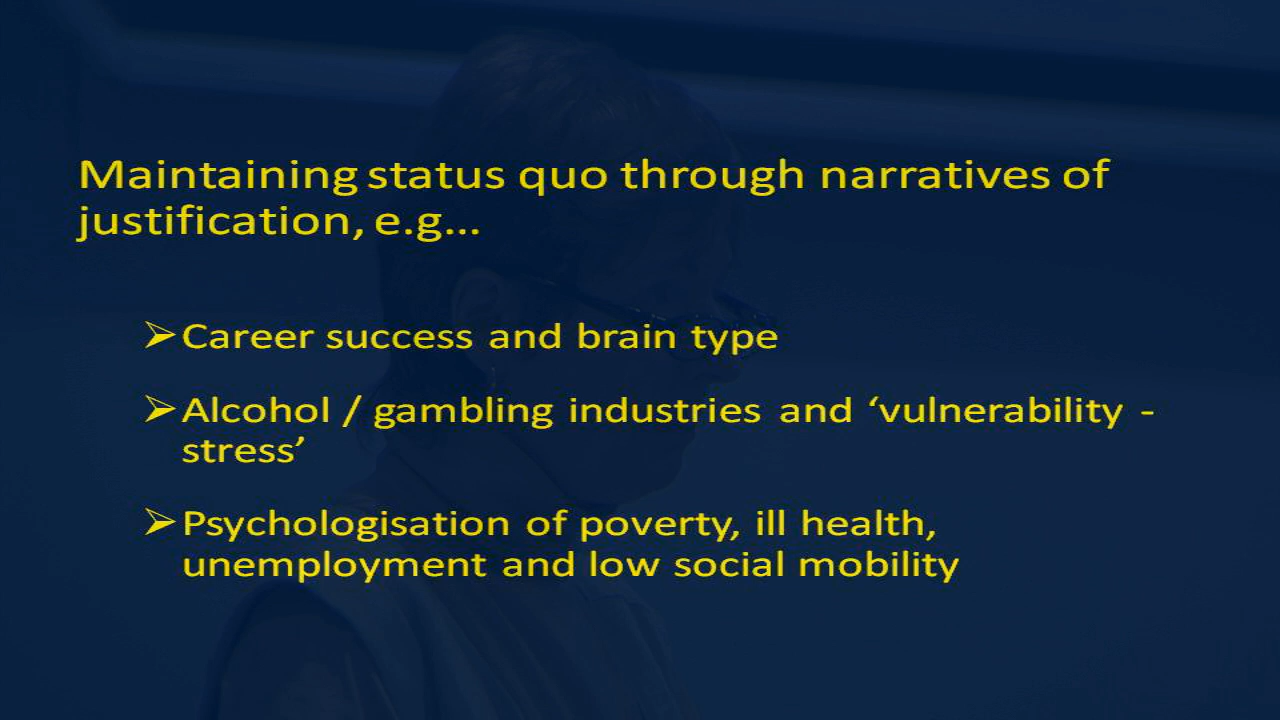 Maintaining status quo through narratives of
justification, e.g...
➢Career success and brain type
➢Alcohol / gambling industries and ‘vulnerability -
stress’
➢Psychologisation of poverty, ill health,
unemployment and low social mobility